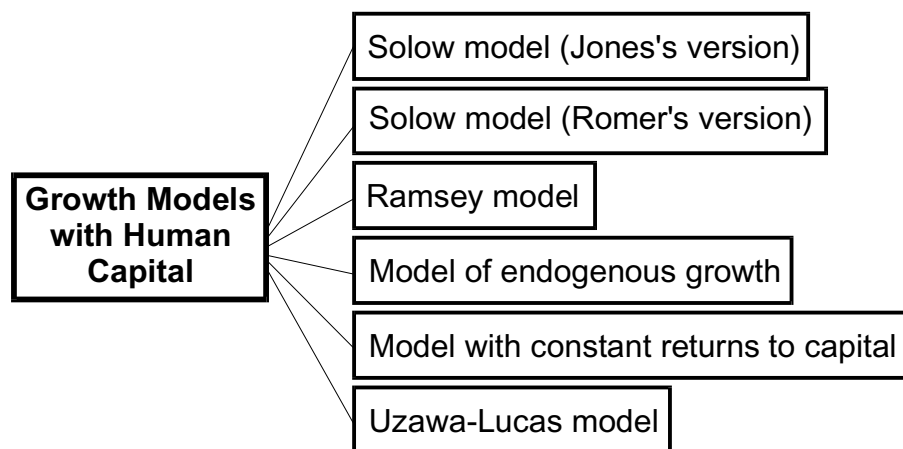 Solow model (Jones's version)
Solow model (Romer's version)
Growth Models
with Human
Capital
Ramsey model
Model of endogenous growth
Model with constant returns to capital
Uzawa-Lucas model